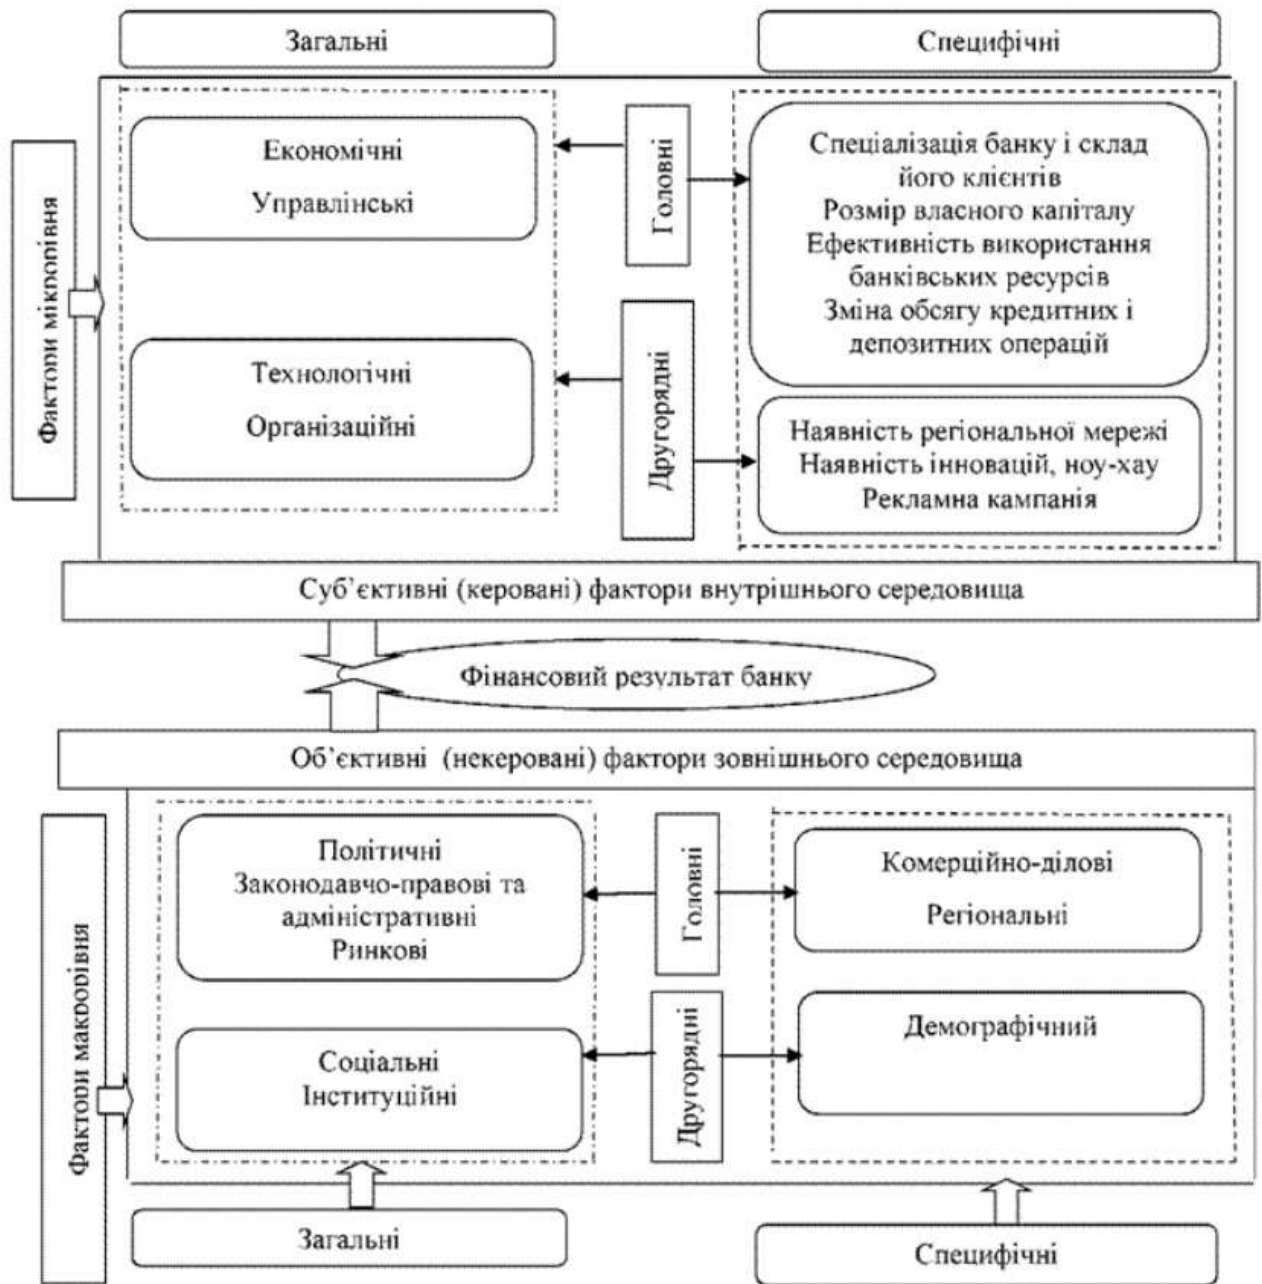 Загальні
Специфічні
Фактори мікрорівня
Економічні
Управлінські
Технологічні
Організаційні
Головні
Другорядні
Спеціалізація банку і склад
його клієнтів
Розмір власного капіталу
Ефективність використання
банківських ресурсів
Зміна обсягу кредитних і
депозитних операцій
Наявність регіональної мережі
Наявність інновацій, ноу-хау
Рекламна кампанія
Суб’єктивні (керовані) фактори внутрішнього середовища
Фінансовий результат банку
Об’єктивні (некеровані) фактори зовнішнього середовища
Фактори макрорівня
Політичні
Законодавчо-правові та
адміністративні
Ринкові
Соціальні
Інституційні
Головні
Другорядні
Комерційно-ділові
Регіональні
Демографічний
Загальні
Специфічні